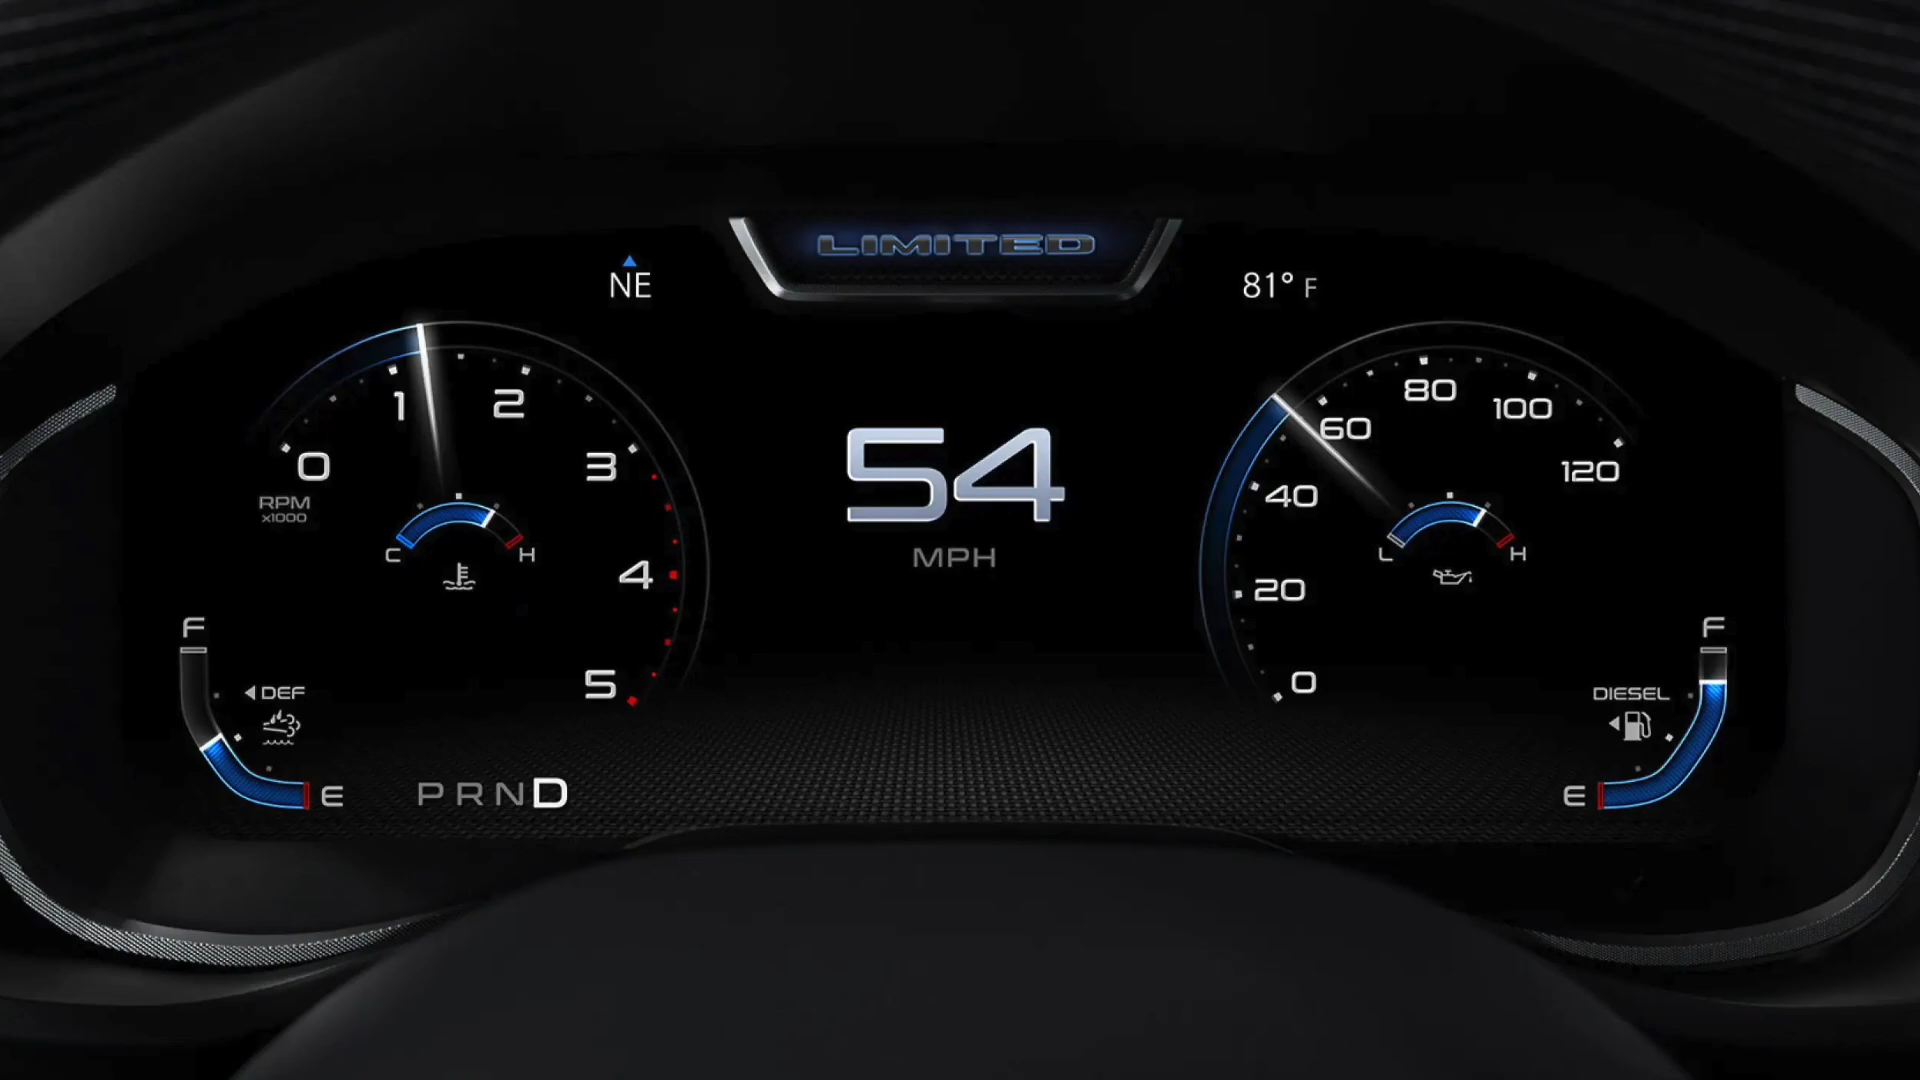 LIMITED
NE
81° F
0
1
2
3
4
5
RPM
x1000
C
H
54
MPH
0
20
40
60
80
100
120
L
H
F
DEF
E
PRND
F
DIESEL
E